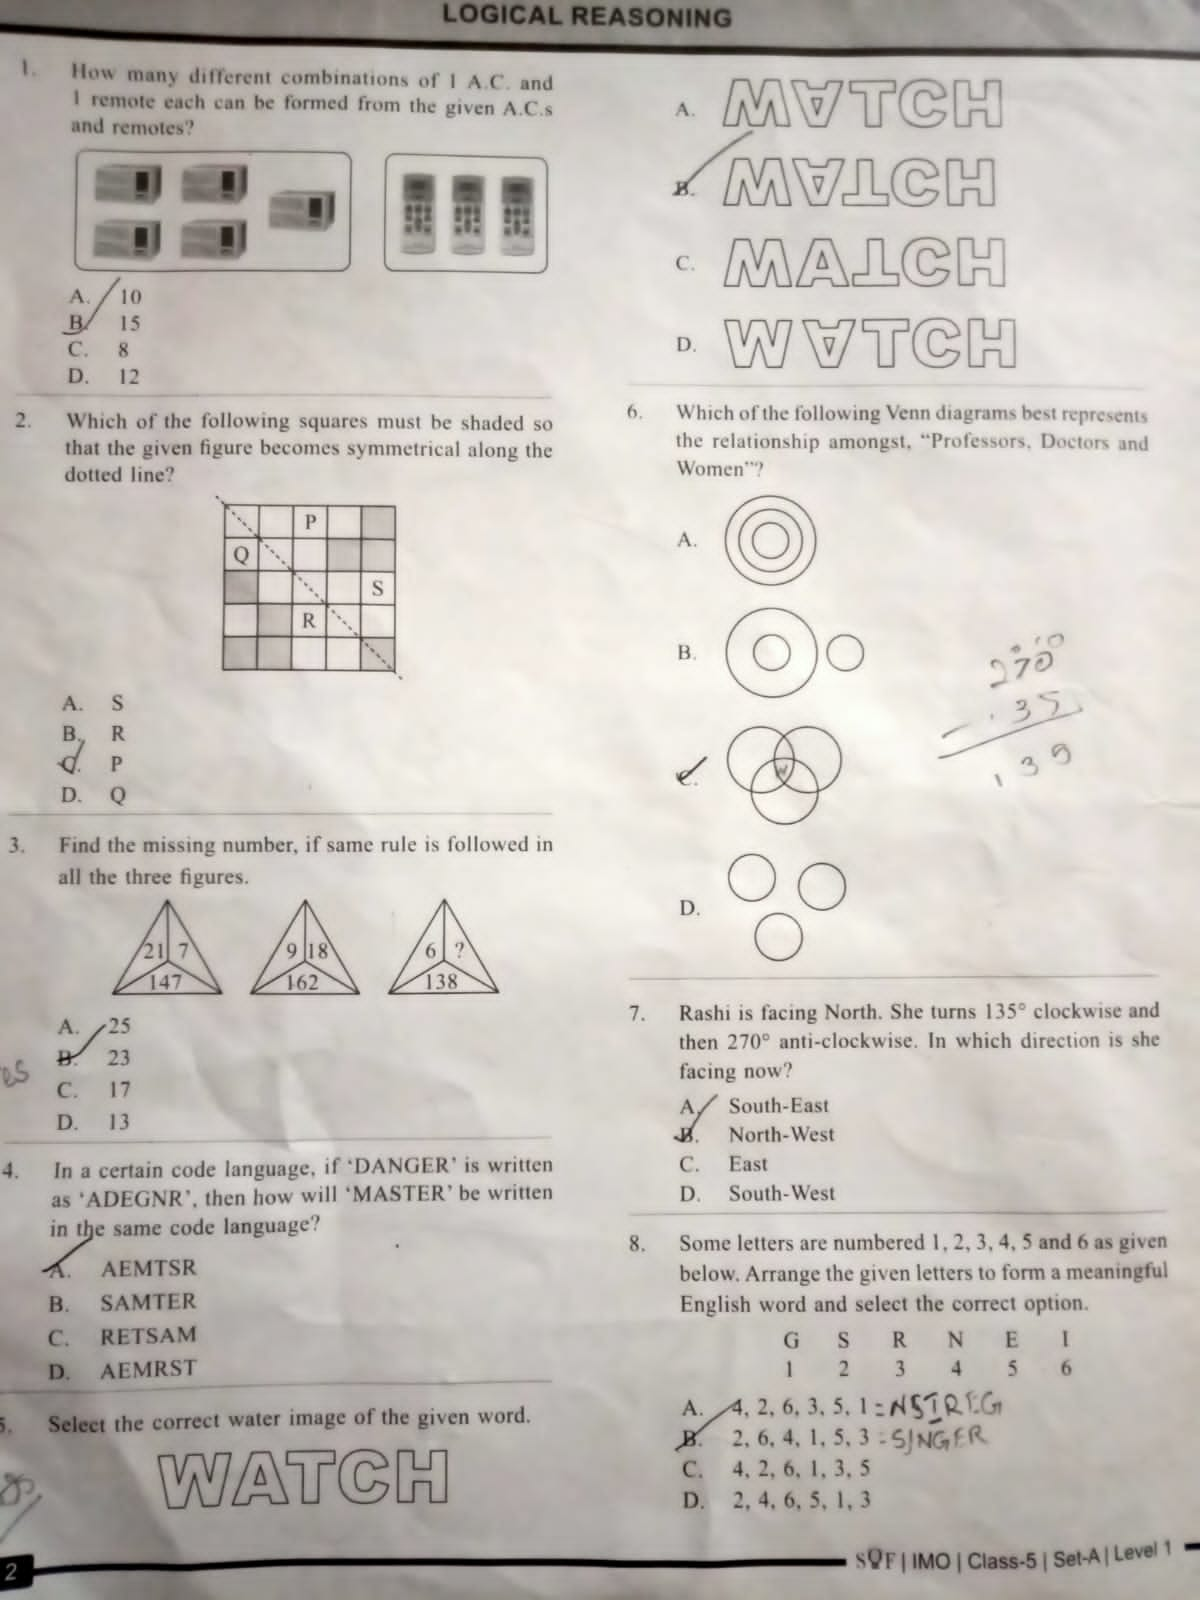 LOGICAL REASONING
1. How many different combinations of 1 A.C. and
1 remote each can be formed from the given A.C.s
and remotes?
A. 10
B. 15
C. 8
D. 12
2. Which of the following squares must be shaded so
that the given figure becomes symmetrical along the
dotted line?
P
Q
S
R
A. S
B. R
C. P
D. Q
3. Find the missing number, if same rule is followed in
all the three figures.
21 7 9 18 6 ?
147 162 138
A. 25
B. 23
C. 17
D. 13
es
4. In a certain code language, if ‘DANGER’ is written
as ‘ADEGNR’, then how will ‘MASTER’ be written
in the same code language?
A. AEMTSR
B. SAMTER
C. RETSAM
D. AEMRST
5. Select the correct water image of the given word.
WATCH
A. MATCH
B. MATCH
C. MATCH
D. WATCH
6. Which of the following Venn diagrams best represents
the relationship amongst, “Professors, Doctors and
Women”?
A.
B.
C.
D.
270
- 35
139
7. Rashi is facing North. She turns 135° clockwise and
then 270° anti-clockwise. In which direction is she
facing now?
A. South-East
B. North-West
C. East
D. South-West
8. Some letters are numbered 1, 2, 3, 4, 5 and 6 as given
below. Arrange the given letters to form a meaningful
English word and select the correct option.
G S R N E I
1 2 3 4 5 6
A. 4, 2, 6, 3, 5, 1 = NSIREG
B. 2, 6, 4, 1, 5, 3 = SINGER
C. 4, 2, 6, 1, 3, 5
D. 2, 4, 6, 5, 1, 3
2
SOF | IMO | Class-5 | Set-A | Level 1